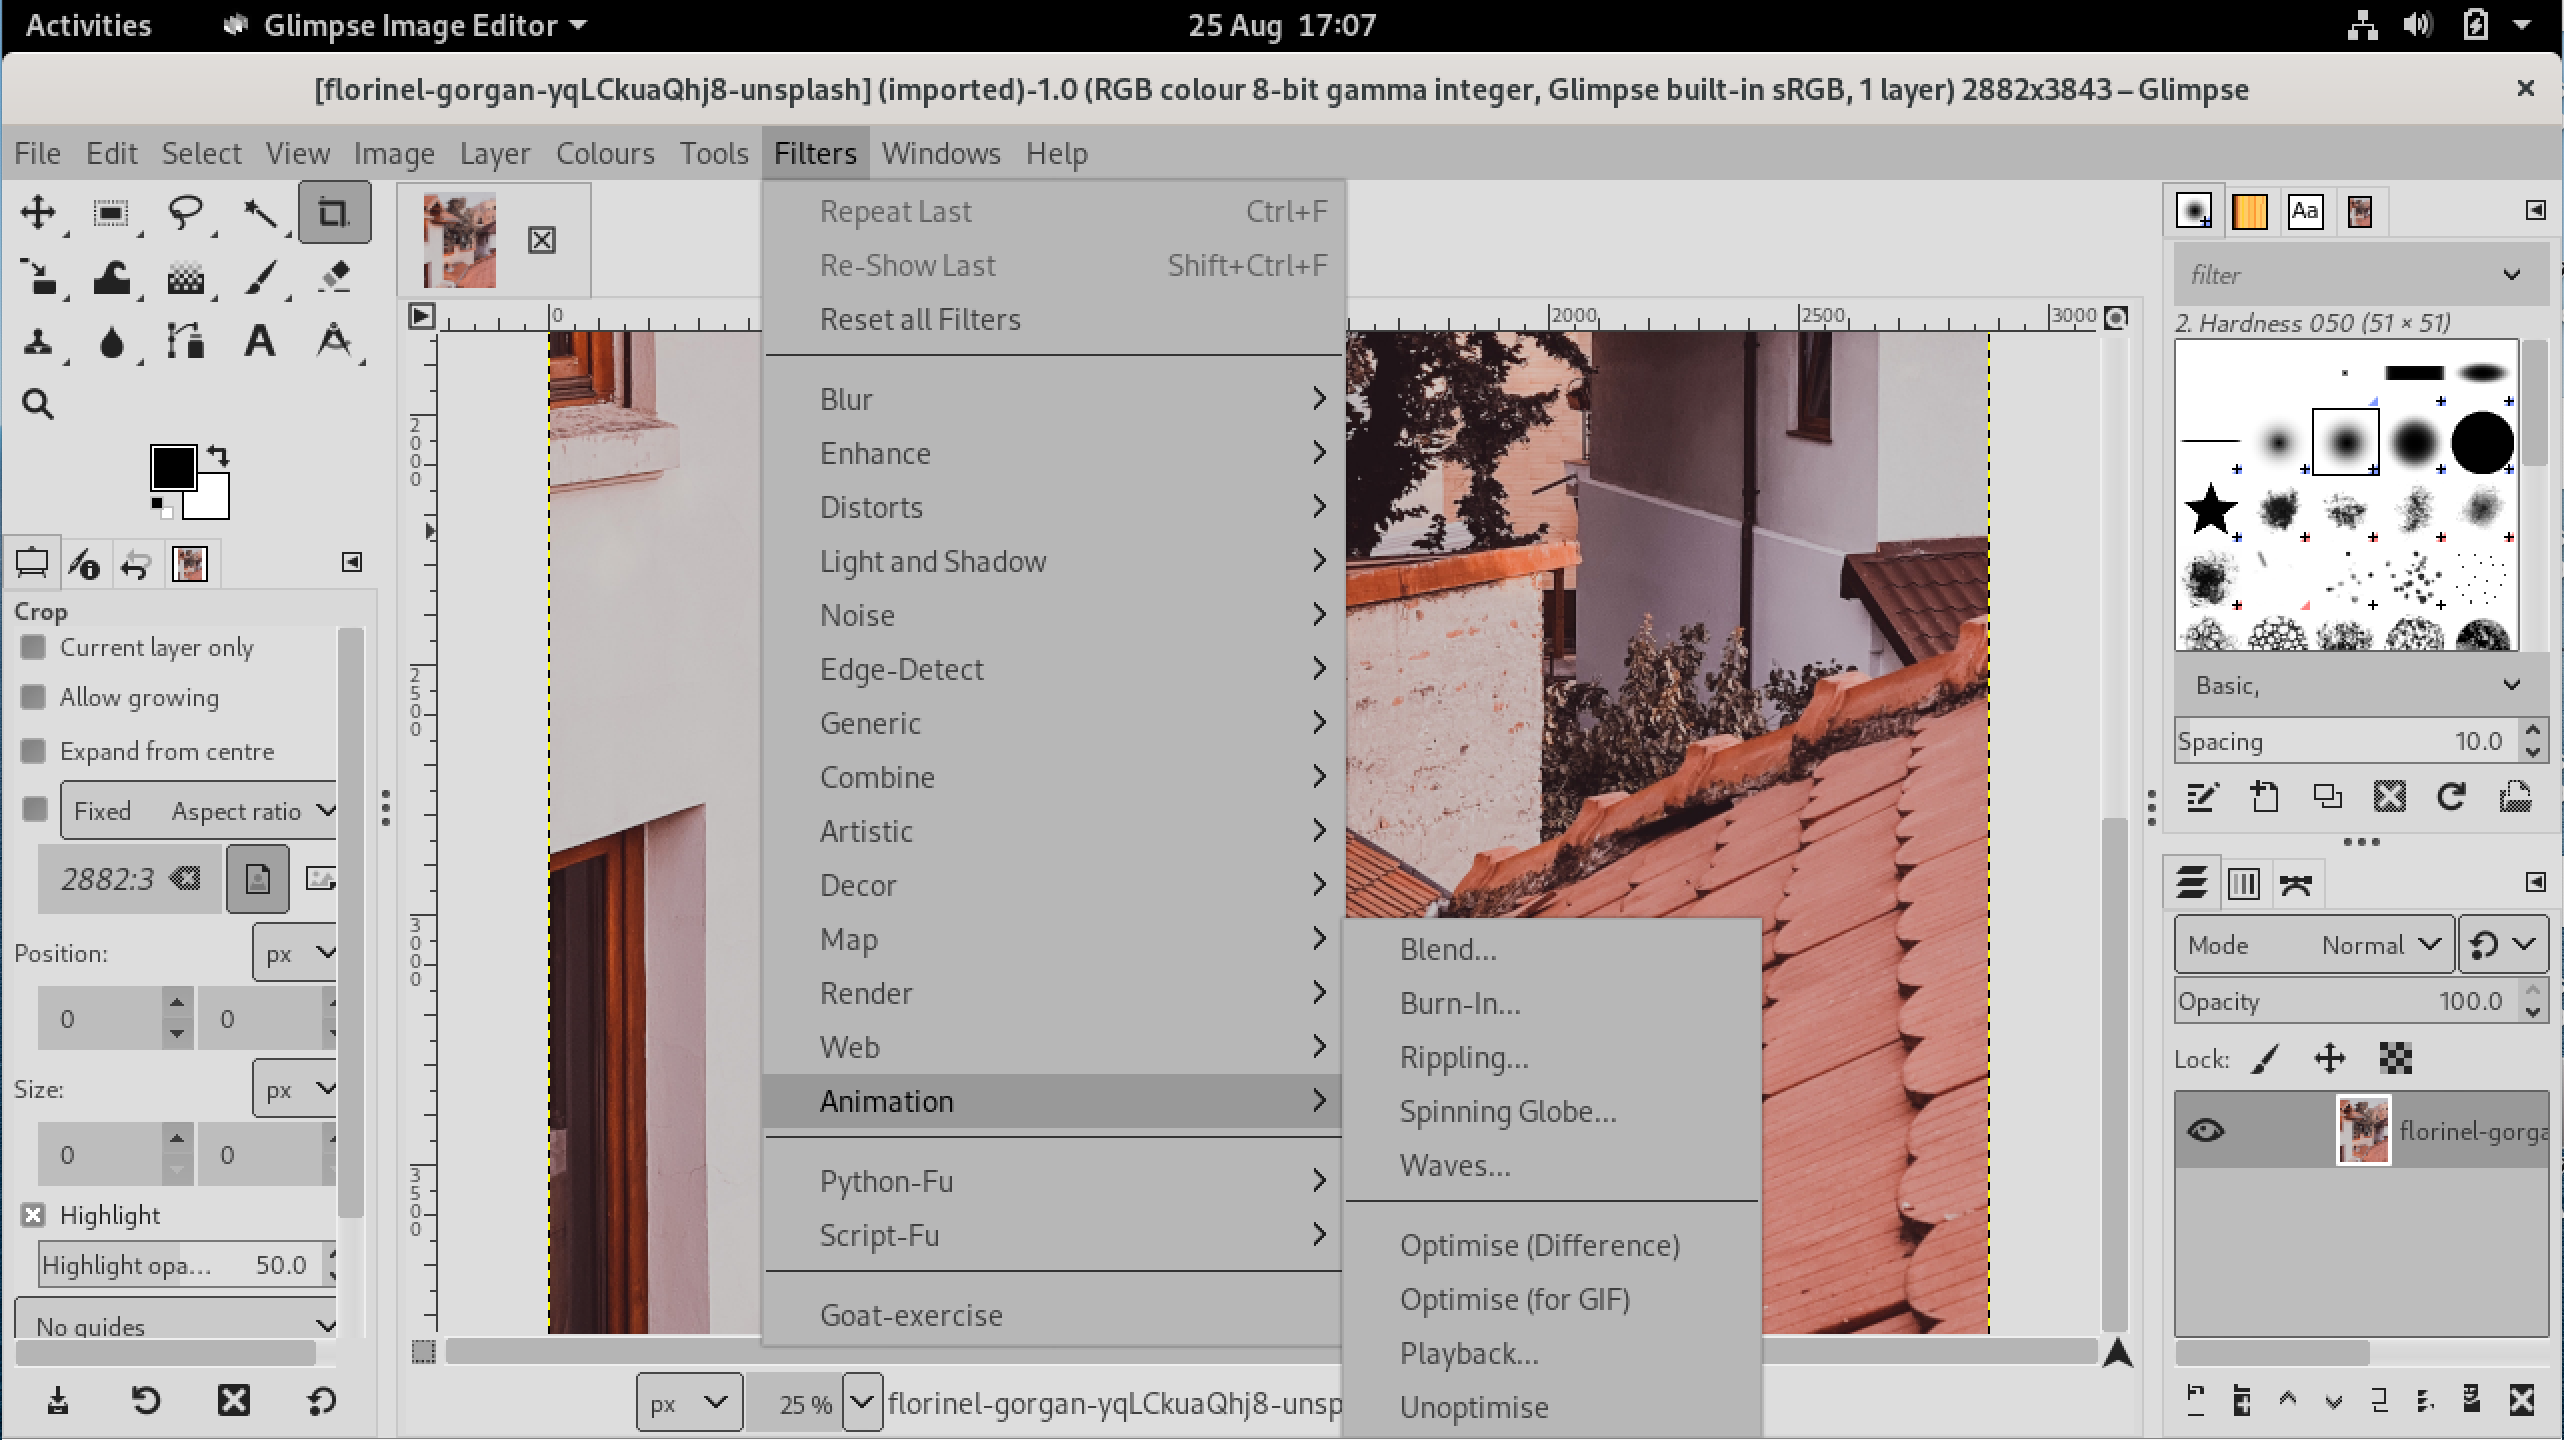 Activities
Glimpse Image Editor
25 Aug 17:07
[florinel-gorgan-yqLCkuaQhj8-unsplash] (imported)-1.0 (RGB colour 8-bit gamma integer, Glimpse built-in sRGB, 1 layer) 2882x3843 – Glimpse
File Edit Select View Image Layer Colours Tools Filters Windows Help
Repeat Last Ctrl+F
Re-Show Last Shift+Ctrl+F
Reset all Filters
Blur
Enhance
Distorts
Light and Shadow
Noise
Edge-Detect
Generic
Combine
Artistic
Decor
Map
Render
Web
Animation
Python-Fu
Script-Fu
Goat-exercise
Blend...
Burn-In...
Rippling...
Spinning Globe...
Waves...
Optimise (Difference)
Optimise (for GIF)
Playback...
Unoptimise
0 2000 2500 3000
2000
2500
3000
3500
Crop
Current layer only
Allow growing
Expand from centre
Fixed Aspect ratio
2882:3
Position: px
0 0
Size: px
0 0
Highlight
Highlight opa... 50.0
No guides
px 25 % florinel-gorgan-yqLCkuaQhj8-unsp
Aa
filter
2. Hardness 050 (51 × 51)
Basic,
Spacing 10.0
Mode Normal
Opacity 100.0
Lock:
florinel-gorga